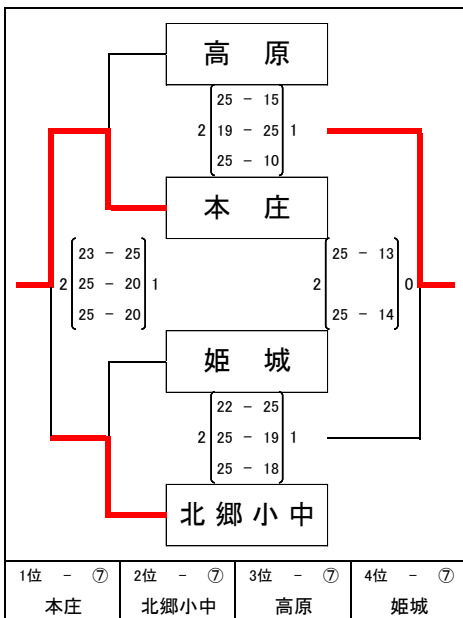 高 原
25 - 15
2 19 - 25 1
25 - 10
本 庄
23 - 25
2 25 - 20 1
25 - 20
25 - 13
2 0
25 - 14
姫 城
22 - 25
2 25 - 19 1
25 - 18
北郷小中
1位 - ⑦ 2位 - ⑦ 3位 - ⑦ 4位 - ⑦
本庄 北郷小中 高原 姫城